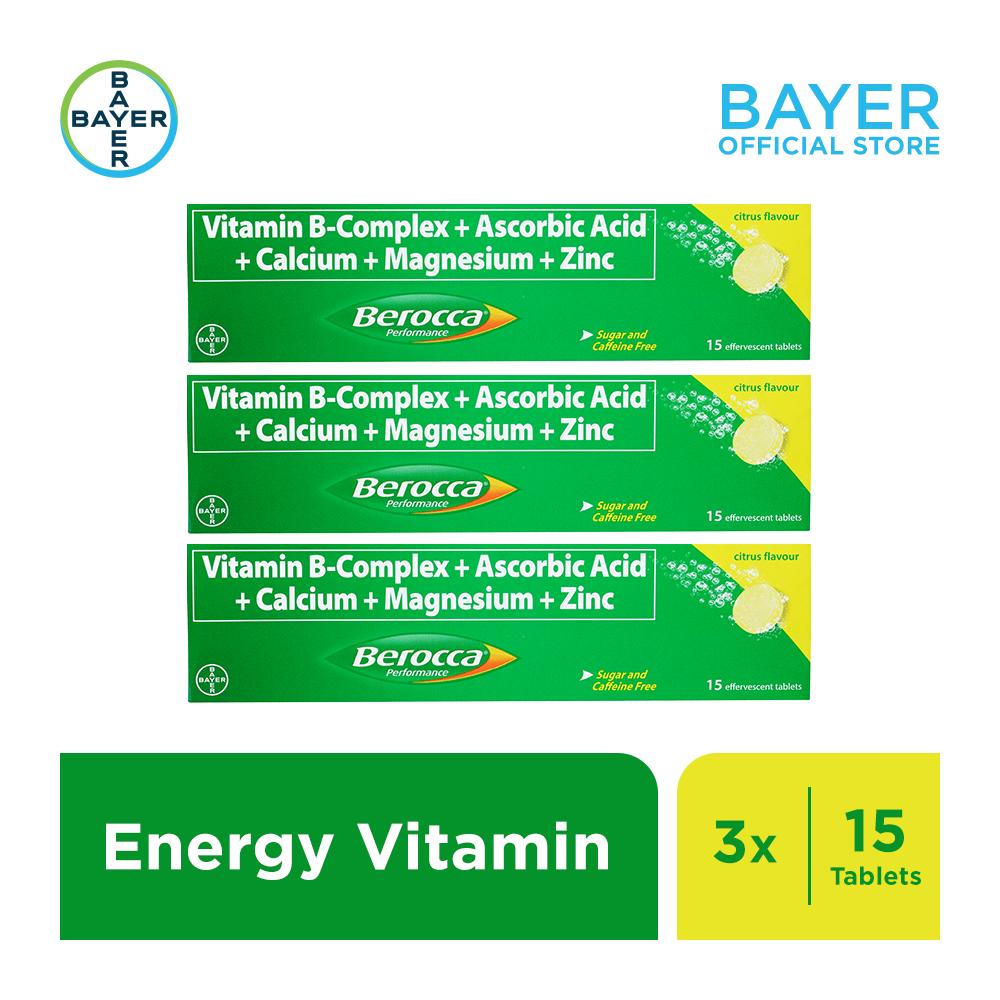 BAYER
BAYER
BAYER
OFFICIAL STORE
Vitamin B-Complex + Ascorbic Acid
+ Calcium + Magnesium + Zinc
citrus flavour
Berocca
Performance
BAYER
BAYER
Sugar and
Caffeine Free
15 effervescent tablets
Vitamin B-Complex + Ascorbic Acid
+ Calcium + Magnesium + Zinc
citrus flavour
Berocca
Performance
BAYER
BAYER
Sugar and
Caffeine Free
15 effervescent tablets
Vitamin B-Complex + Ascorbic Acid
+ Calcium + Magnesium + Zinc
citrus flavour
Berocca
Performance
BAYER
BAYER
Sugar and
Caffeine Free
15 effervescent tablets
Energy Vitamin
3x
15
Tablets